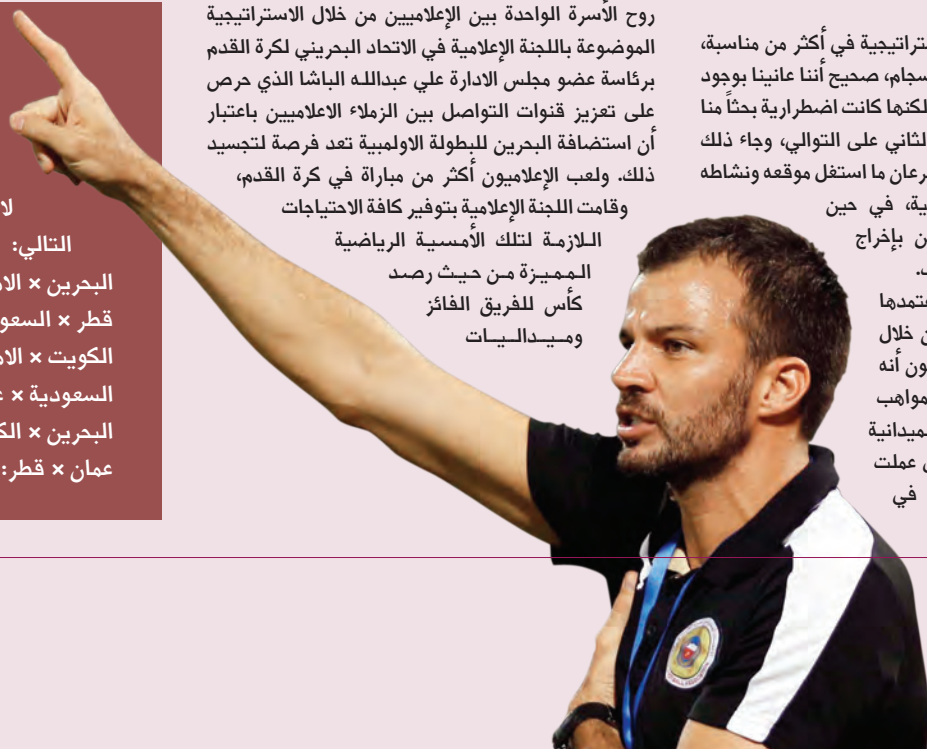 تراتيجية في أكثر من مناسبة،
سجام، صحيح أننا عانينا بوجود
لكنها كانت اضطرارية بحثاً منا
الثاني على التوالي، وجاء ذلك
رعان ما استغل موقعه ونشاطه
ية، في حين
ن بإخراج
عتمدها
ن خلال
ون أنه
مواهب
لميدانية
ي عملت
في
روح الأسرة الواحدة بين الإعلاميين من خلال الاستراتيجية
الموضوعة باللجنة الإعلامية في الاتحاد البحريني لكرة القدم
برئاسة عضو مجلس الادارة علي عبدالله الباشا الذي حرص
على تعزيز قنوات التواصل بين الزملاء الاعلاميين باعتبار
أن استضافة البحرين للبطولة الاولمبية تعد فرصة لتجسيد
ذلك. ولعب الإعلاميون أكثر من مباراة في كرة القدم،
وقامت اللجنة الإعلامية بتوفير كافة الاحتياجات
اللازمة لتلك الأمسية الرياضية
المميزة من حيث رصد
كأس للفريق الفائز
وميداليات
لا
التالي:
البحرين × الا
قطر × السعو
الكويت × الا
السعودية × ع
البحرين × الك
عمان × قطر: